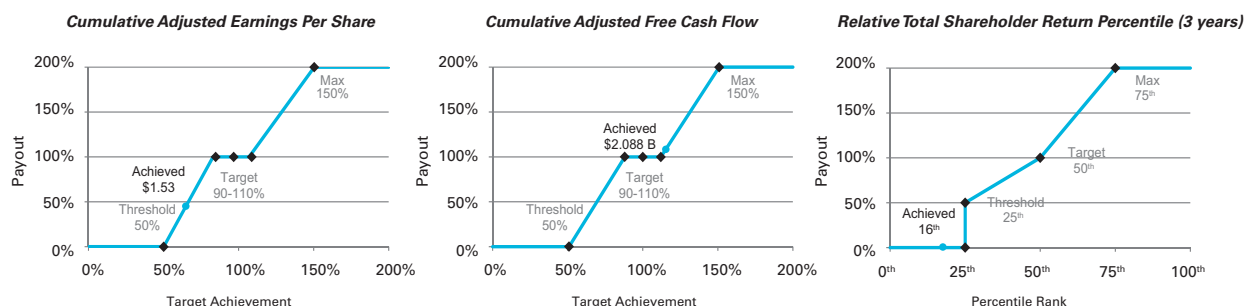 Cumulative Adjusted Earnings Per Share
Payout
200%
150%
100%
50%
0%
Max
150%
Achieved
$1.53
Target
90-110%
Threshold
50%
0% 50% 100% 150% 200%
Target Achievement
Cumulative Adjusted Free Cash Flow
Payout
200%
150%
100%
50%
0%
Max
150%
Achieved
$2.088 B
Target
90-110%
Threshold
50%
0% 50% 100% 150% 200%
Target Achievement
Relative Total Shareholder Return Percentile (3 years)
Payout
200%
150%
100%
50%
0%
Max
75th
Target
50th
Threshold
25th
Achieved
16th
0th 25th 50th 75th 100th
Percentile Rank